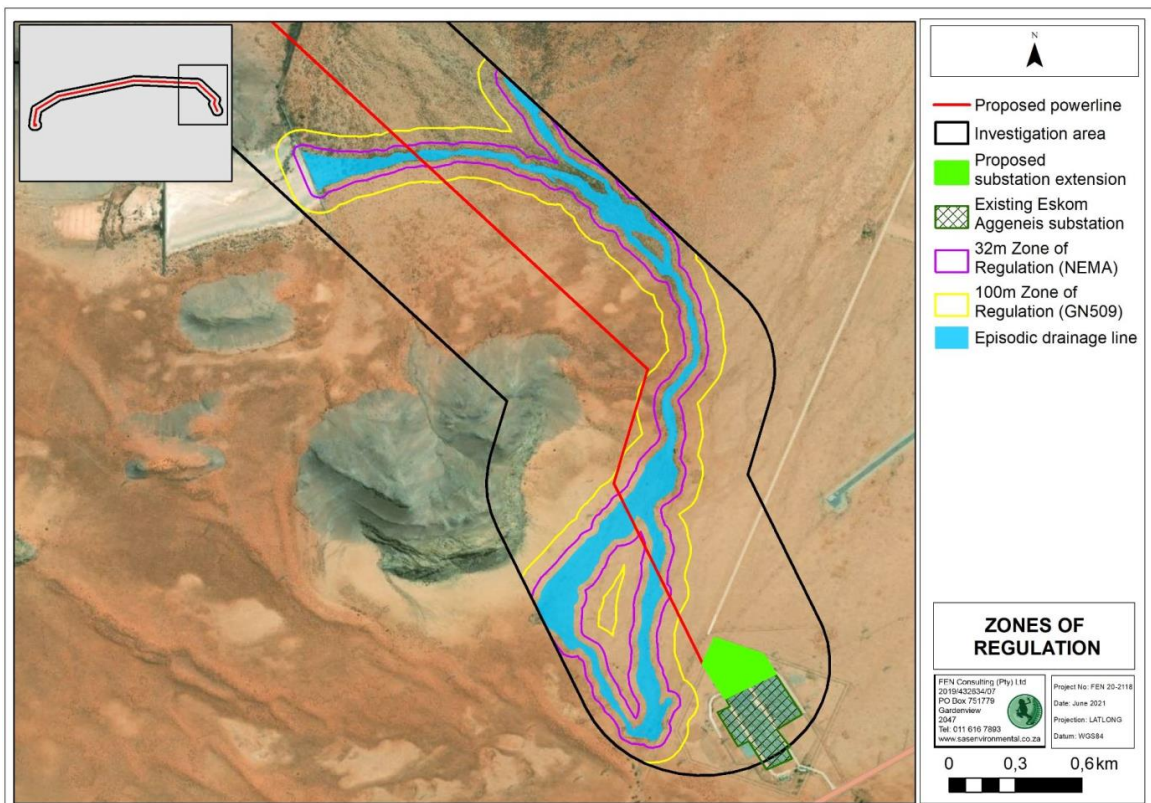 N
Proposed powerline
Investigation area
Proposed
substation extension
Existing Eskom
Aggeneis substation
32m Zone of
Regulation (NEMA)
100m Zone of
Regulation (GN509)
Episodic drainage line
ZONES OF
REGULATION
FEN Consulting (Pty) Ltd
2019/432634/07
PO Box 751779
Gardenview
2047
Tel: 011 616 7893
www.sasenvironmental.co.za
Project No: FEN 20-2118
Date: June 2021
Projection: LATLONG
Datum: WGS84
0 0,3 0,6 km